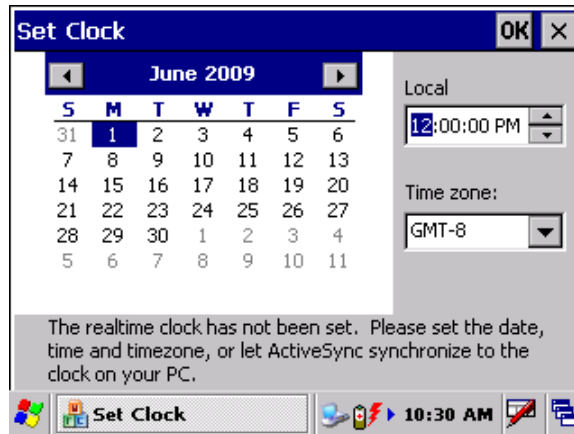 Set Clock OK ×
June 2009
S M T W T F S
31 1 2 3 4 5 6
7 8 9 10 11 12 13
14 15 16 17 18 19 20
21 22 23 24 25 26 27
28 29 30 1 2 3 4
5 6 7 8 9 10 11
Local
12:00:00 PM
Time zone:
GMT-8
The realtime clock has not been set. Please set the date,
time and timezone, or let ActiveSync synchronize to the
clock on your PC.
Set Clock 10:30 AM